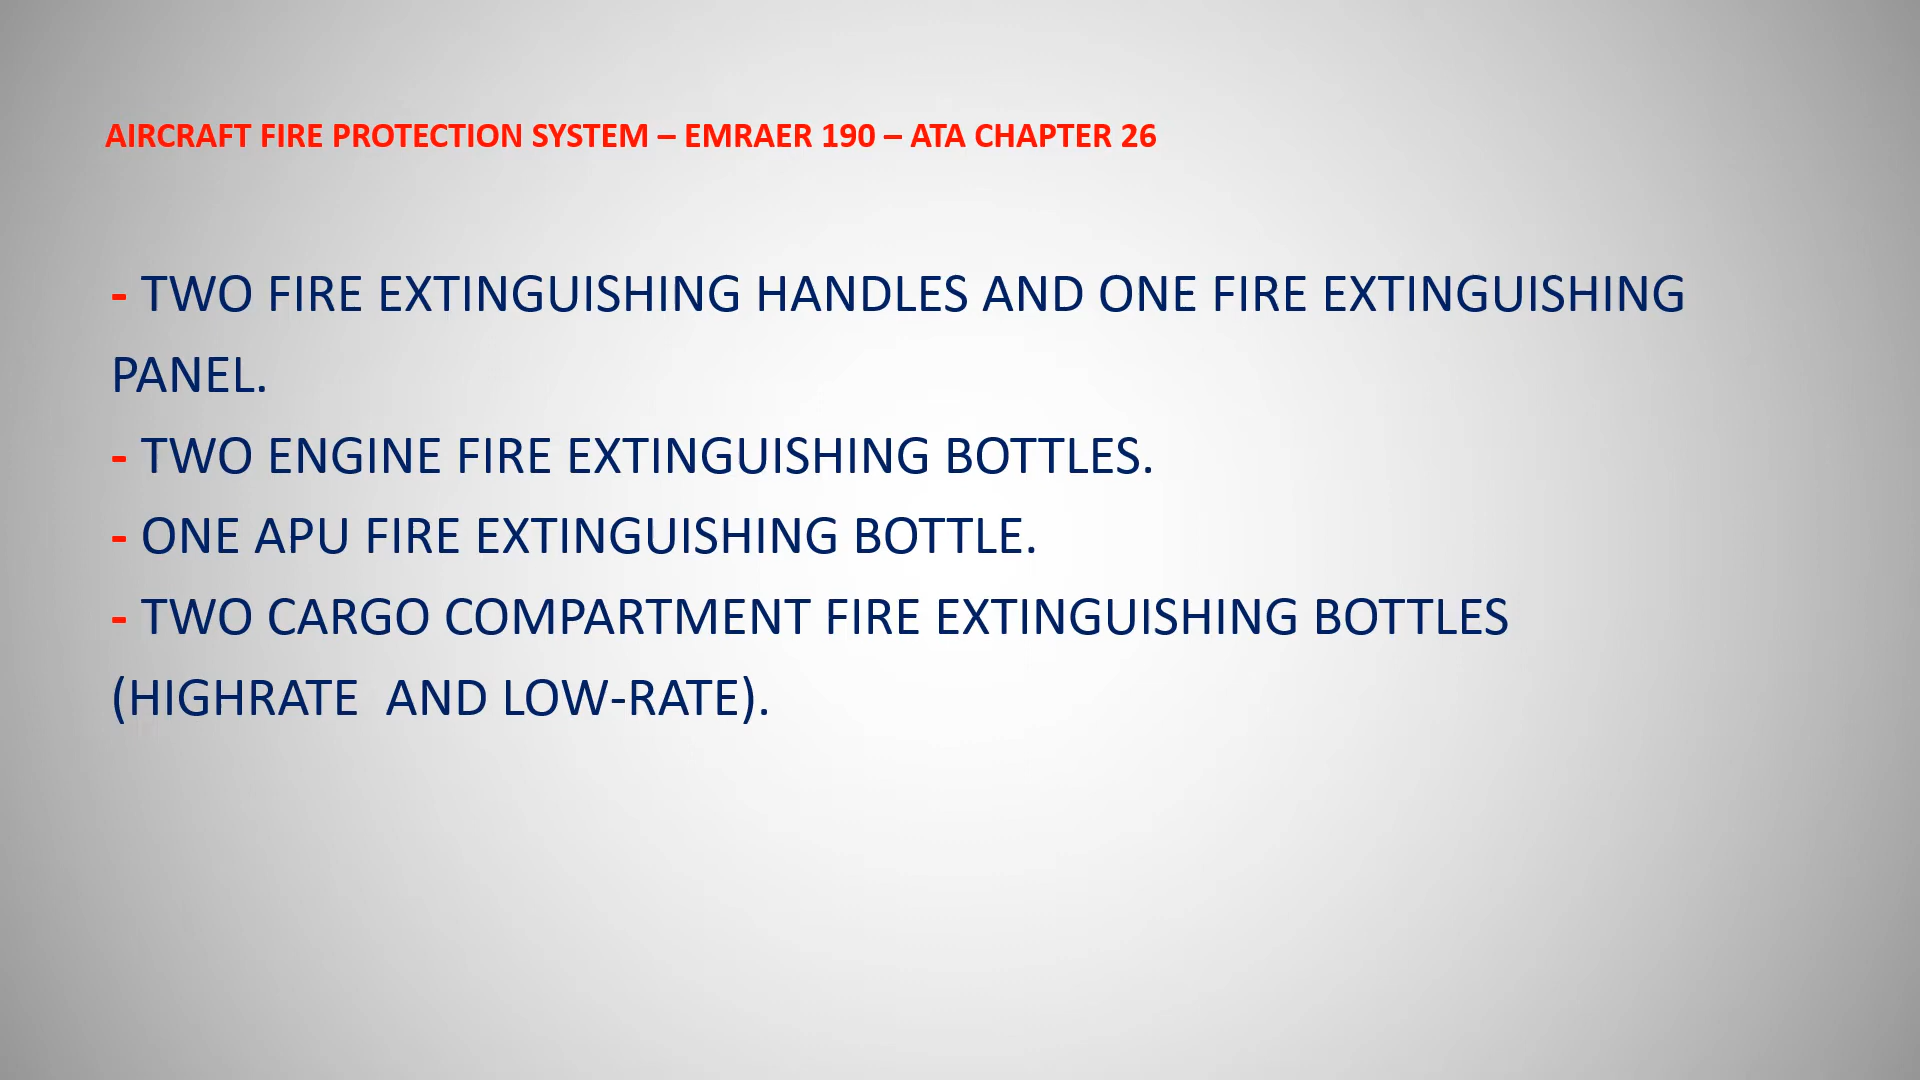 AIRCRAFT FIRE PROTECTION SYSTEM – EMRAER 190 – ATA CHAPTER 26
- TWO FIRE EXTINGUISHING HANDLES AND ONE FIRE EXTINGUISHING
PANEL.
- TWO ENGINE FIRE EXTINGUISHING BOTTLES.
- ONE APU FIRE EXTINGUISHING BOTTLE.
- TWO CARGO COMPARTMENT FIRE EXTINGUISHING BOTTLES
(HIGHRATE  AND LOW-RATE).